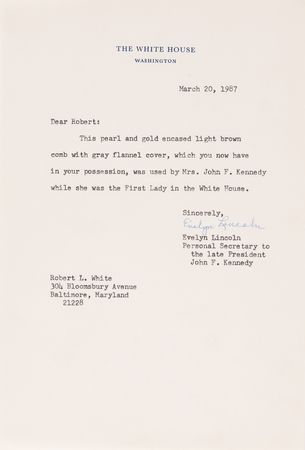 THE WHITE HOUSE
WASHINGTON
March 20, 1987
Dear Robert:
This pearl and gold encased light brown
comb with gray flannel cover, which you now have
in your possession, was used by Mrs. John F. Kennedy
while she was the First Lady in the White House.
Sincerely,
Evelyn Lincoln
Evelyn Lincoln
Personal Secretary to
the late President
John F. Kennedy
Robert L. White
304 Bloomsbury Avenue
Baltimore, Maryland
21228